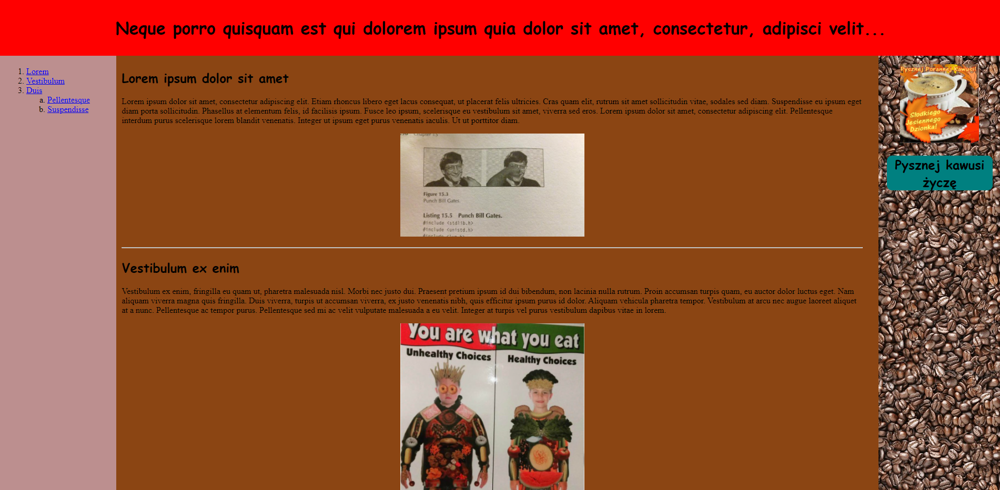 Neque porro quisquam est qui dolorem ipsum quia dolor sit amet, consectetur, adipisci velit...
1. Lorem
2. Vestibulum
3. Duis
a. Pellentesque
b. Suspendisse
Lorem ipsum dolor sit amet
Lorem ipsum dolor sit amet, consectetur adipiscing elit. Etiam rhoncus libero eget lacus consequat, ut placerat felis ultricies. Cras quam elit, rutrum sit amet sollicitudin vitae, sodales sed diam. Suspendisse eu ipsum eget
diam porta sollicitudin. Phasellus at elementum felis, id facilisis ipsum. Fusce leo ipsum, scelerisque eu vestibulum sit amet, viverra sed eros. Lorem ipsum dolor sit amet, consectetur adipiscing elit. Pellentesque
interdum purus scelerisque lorem blandit venenatis. Integer ut ipsum eget purus venenatis iaculis. Ut ut porttitor diam.
Chapter 15
Figure 15.3
Punch Bill Gates.
Listing 15.5 Punch Bill Gates.
#include <stdlib.h>
#include <unistd.h>
Vestibulum ex enim
Vestibulum ex enim, fringilla eu quam ut, pharetra malesuada nisl. Morbi nec justo dui. Praesent pretium ipsum id dui bibendum, non lacinia nulla rutrum. Proin accumsan turpis quam, eu auctor dolor luctus eget. Nam
aliquam viverra magna quis fringilla. Duis viverra, turpis ut accumsan viverra, ex justo venenatis nibh, quis efficitur ipsum purus id dolor. Aliquam vehicula pharetra tempor. Vestibulum at arcu nec augue laoreet aliquet
at a nunc. Pellentesque ac tempor purus. Pellentesque sed mi ac velit vulputate malesuada a eu velit. Integer at turpis vel purus vestibulum dapibus vitae in lorem.
You are what you eat
Unhealthy Choices
Healthy Choices
Pysznej Porannej Kawusi!
Słodkiego
Jesiennego
Dzionka!
Pysznej kawusi
życzę